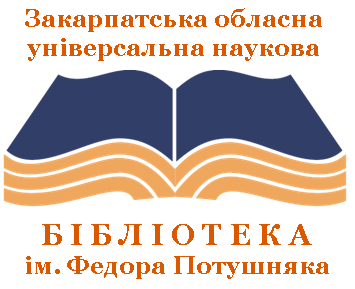 Закарпатська обласна
універсальна наукова
БІБЛІОТЕКА
ім. Федора Потушняка